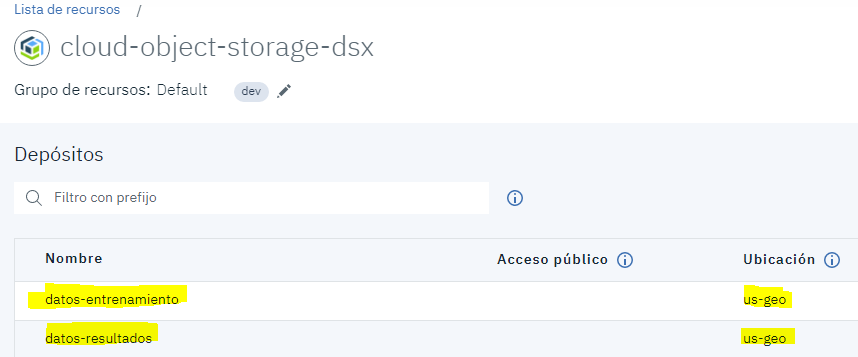 Lista de recursos /
cloud-object-storage-dsx
Grupo de recursos: Default dev
Depósitos
Filtro con prefijo
Nombre Acceso público Ubicación
datos-entrenamiento us-geo
datos-resultados us-geo